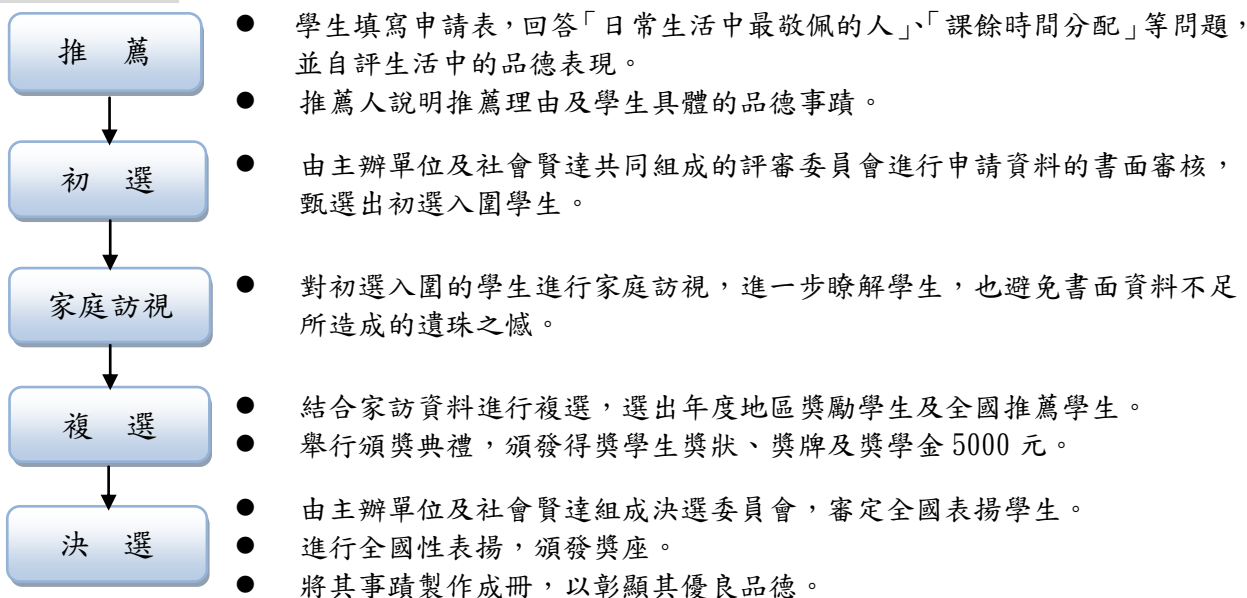 推 薦
● 學生填寫申請表，回答「日常生活中最敬佩的人」、「課餘時間分配」等問題，
並自評生活中的品德表現。
● 推薦人說明推薦理由及學生具體的品德事蹟。
初 選
● 由主辦單位及社會賢達共同組成的評審委員會進行申請資料的書面審核，
甄選出初選入圍學生。
家庭訪視
● 對初選入圍的學生進行家庭訪視，進一步瞭解學生，也避免書面資料不足
所造成的遺珠之憾。
複 選
● 結合家訪資料進行複選，選出年度地區獎勵學生及全國推薦學生。
● 舉行頒獎典禮，頒發得獎學生獎狀、獎牌及獎學金 5000 元。
決 選
● 由主辦單位及社會賢達組成決選委員會，審定全國表揚學生。
● 進行全國性表揚，頒發獎座。
● 將其事蹟製作成冊，以彰顯其優良品德。